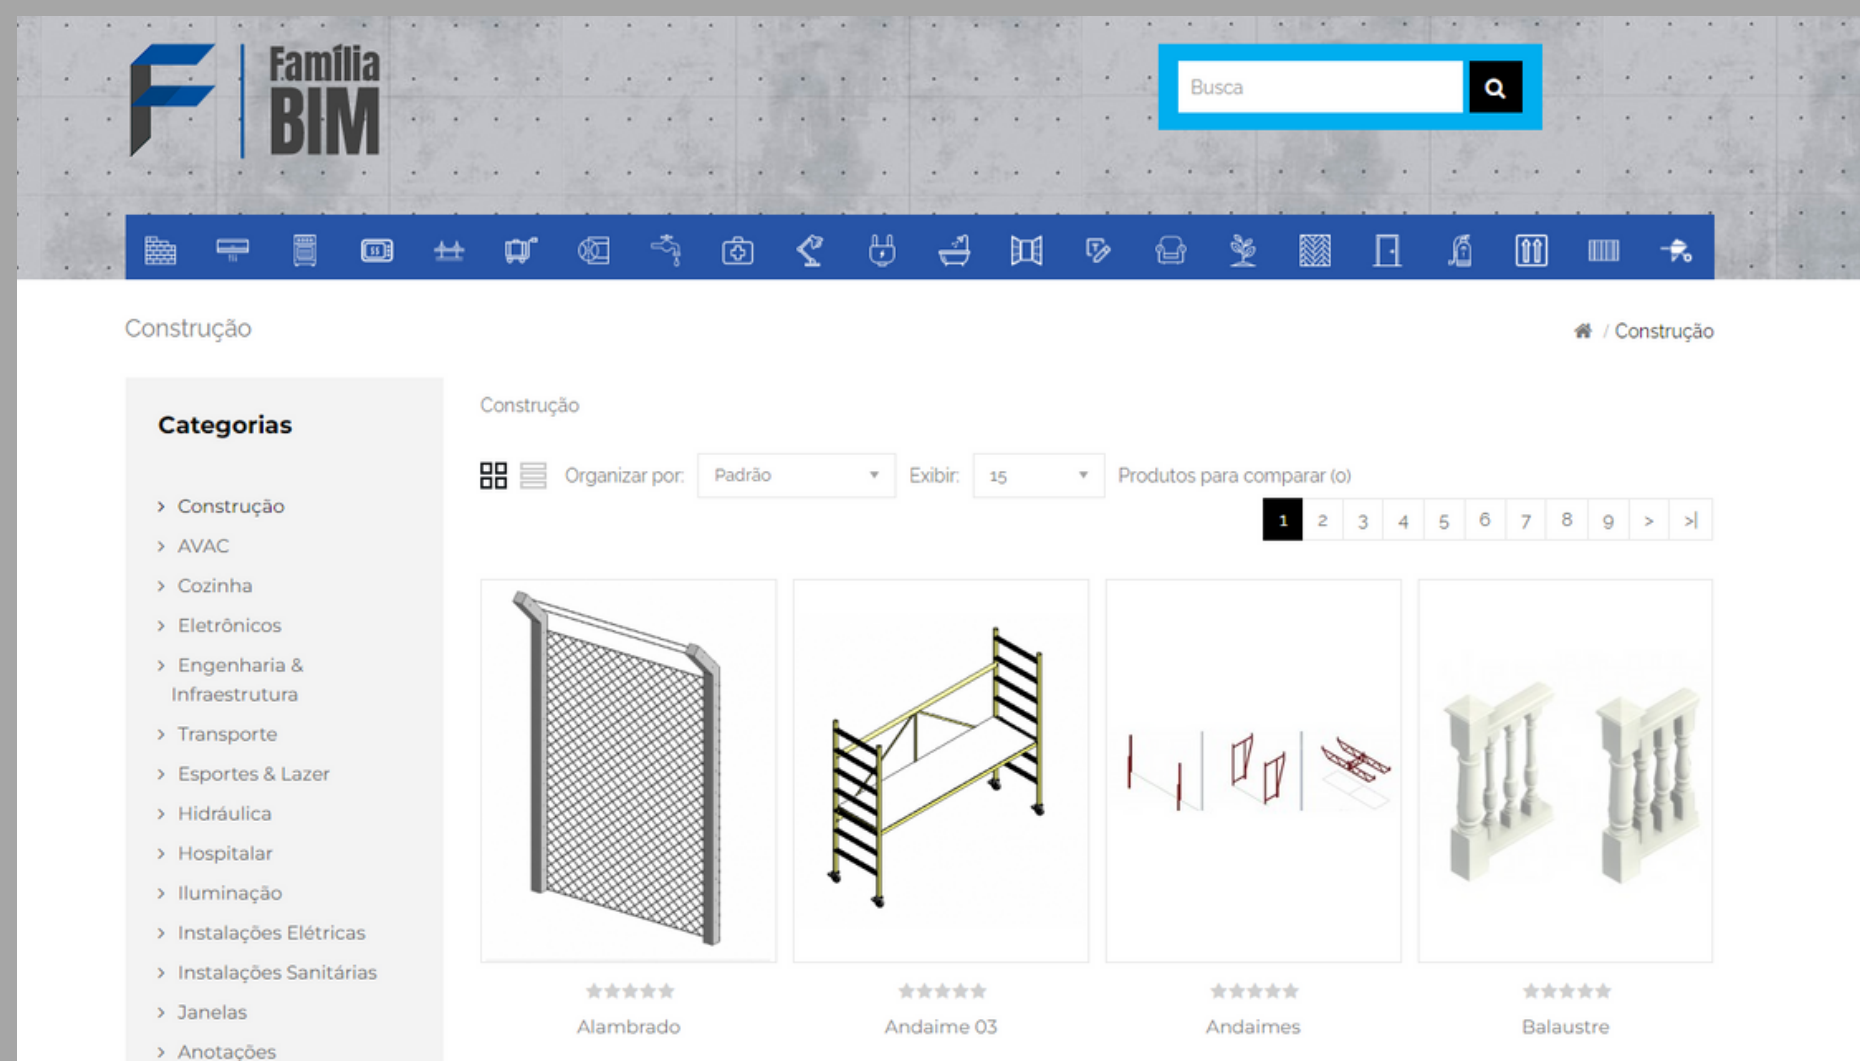 Família
BIM
Busca
Construção
/ Construção
Categorias
> Construção
> AVAC
> Cozinha
> Eletrônicos
> Engenharia &
Infraestrutura
> Transporte
> Esportes & Lazer
> Hidráulica
> Hospitalar
> Iluminação
> Instalações Elétricas
> Instalações Sanitárias
> Janelas
> Anotações
Construção
Organizar por: Padrão Exibir: 15 Produtos para comparar (0)
1 2 3 4 5 6 7 8 9 > >|
Alambrado
Andaime 03
Andaimes
Balaustre